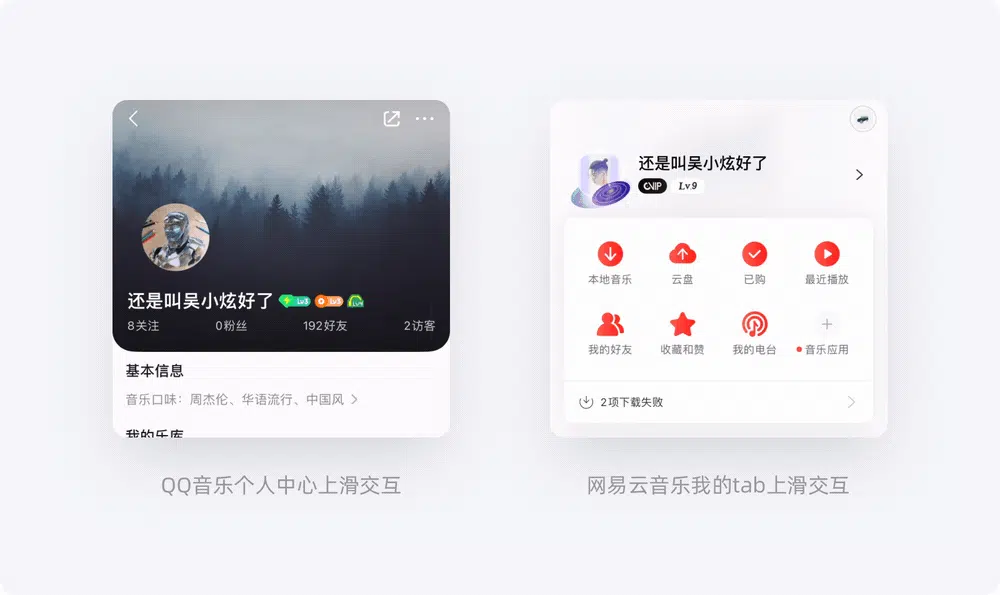 还是叫吴小炫好了 Lv3 Lv3
8关注 0粉丝 192好友 2访客
基本信息
音乐口味：周杰伦、华语流行、中国风
我的乐库
QQ音乐个人中心上滑交互
还是叫吴小炫好了
VIP Lv.9
本地音乐 云盘 已购 最近播放
我的好友 收藏和赞 我的电台 音乐应用
2项下载失败
网易云音乐我的tab上滑交互